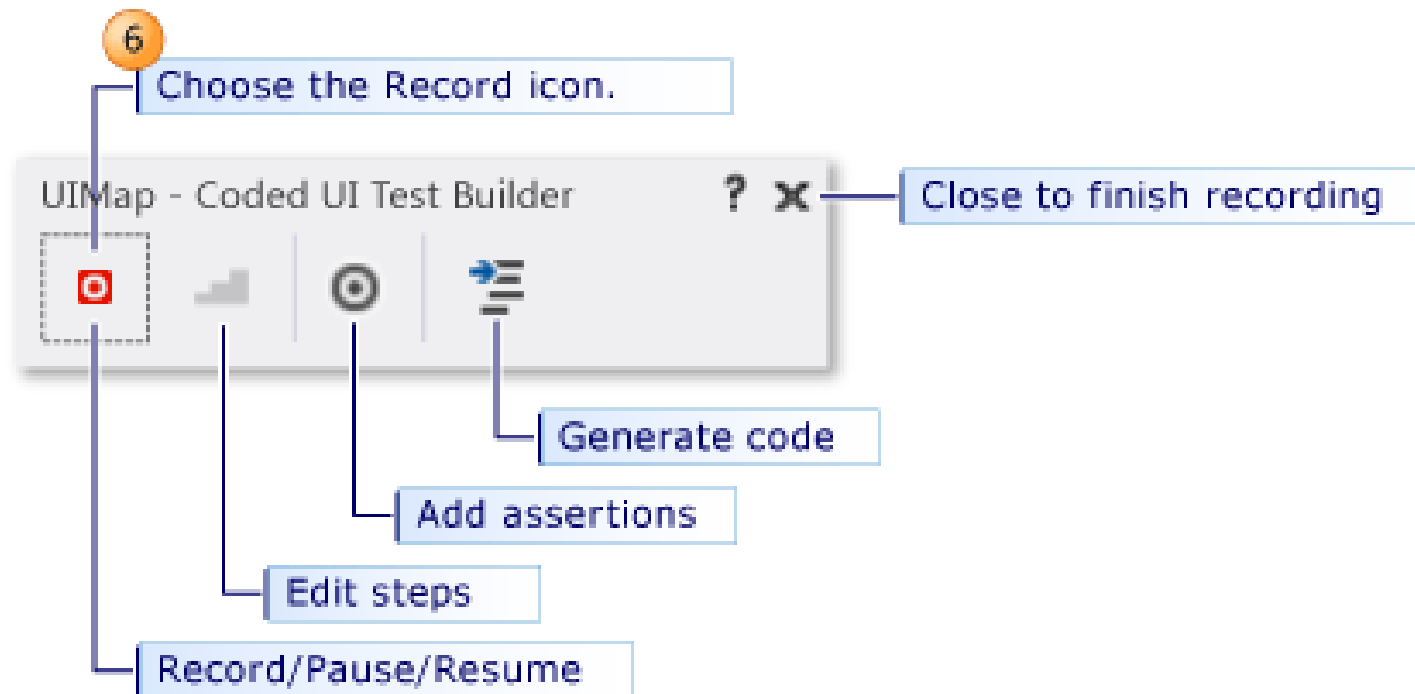 6
Choose the Record icon.
UIMap - Coded UI Test Builder
?
Close to finish recording
Generate code
Add assertions
Edit steps
Record/Pause/Resume